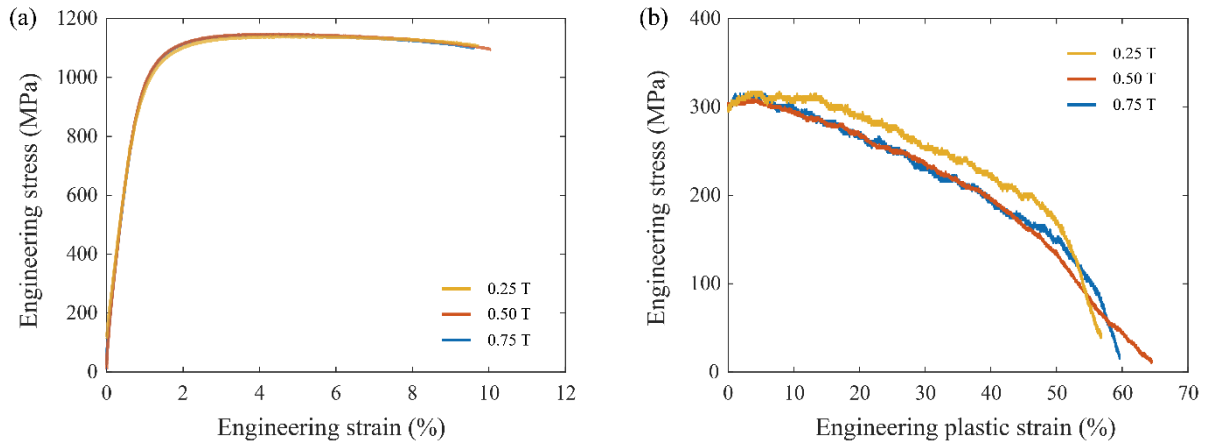 (a)
1200
1000
800
600
400
200
0
Engineering stress (MPa)
0.25 T
0.50 T
0.75 T
0 2 4 6 8 10 12
Engineering strain (%)
(b)
400
300
200
100
0
Engineering stress (MPa)
0.25 T
0.50 T
0.75 T
0 10 20 30 40 50 60 70
Engineering plastic strain (%)